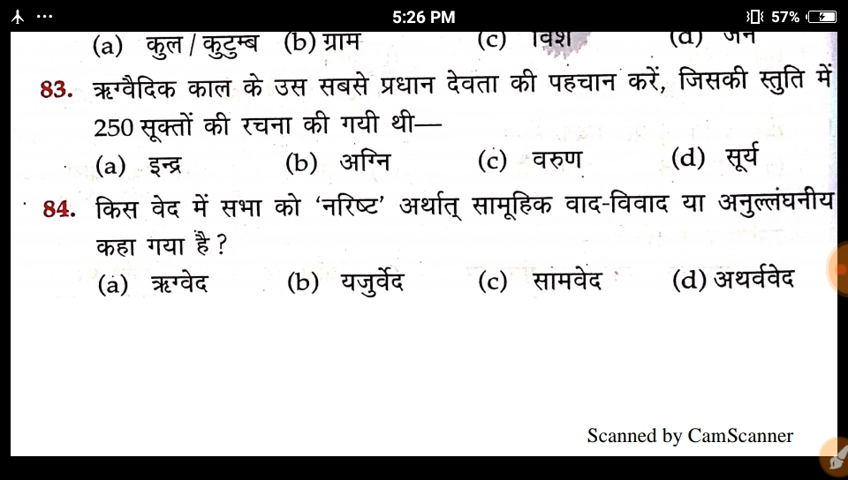 5:26 PM
57%
(a) कुल / कुटुम्ब (b) ग्राम (c) विश (d) जन
83. ऋग्वैदिक काल के उस सबसे प्रधान देवता की पहचान करें, जिसकी स्तुति में
250 सूक्तों की रचना की गयी थी—
(a) इन्द्र (b) अग्नि (c) वरुण (d) सूर्य
84. किस वेद में सभा को ‘नरिष्ट’ अर्थात् सामूहिक वाद-विवाद या अनुल्लंघनीय
कहा गया है ?
(a) ऋग्वेद (b) यजुर्वेद (c) सामवेद (d) अथर्ववेद
Scanned by CamScanner